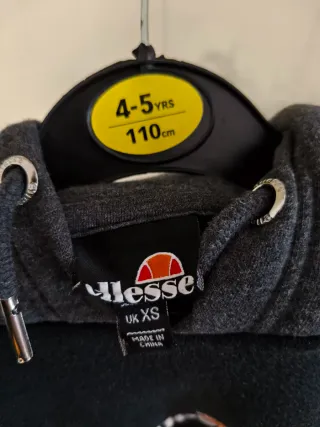 4-5 YRS
110cm
ellesse
UK XS
MADE IN
CHINA